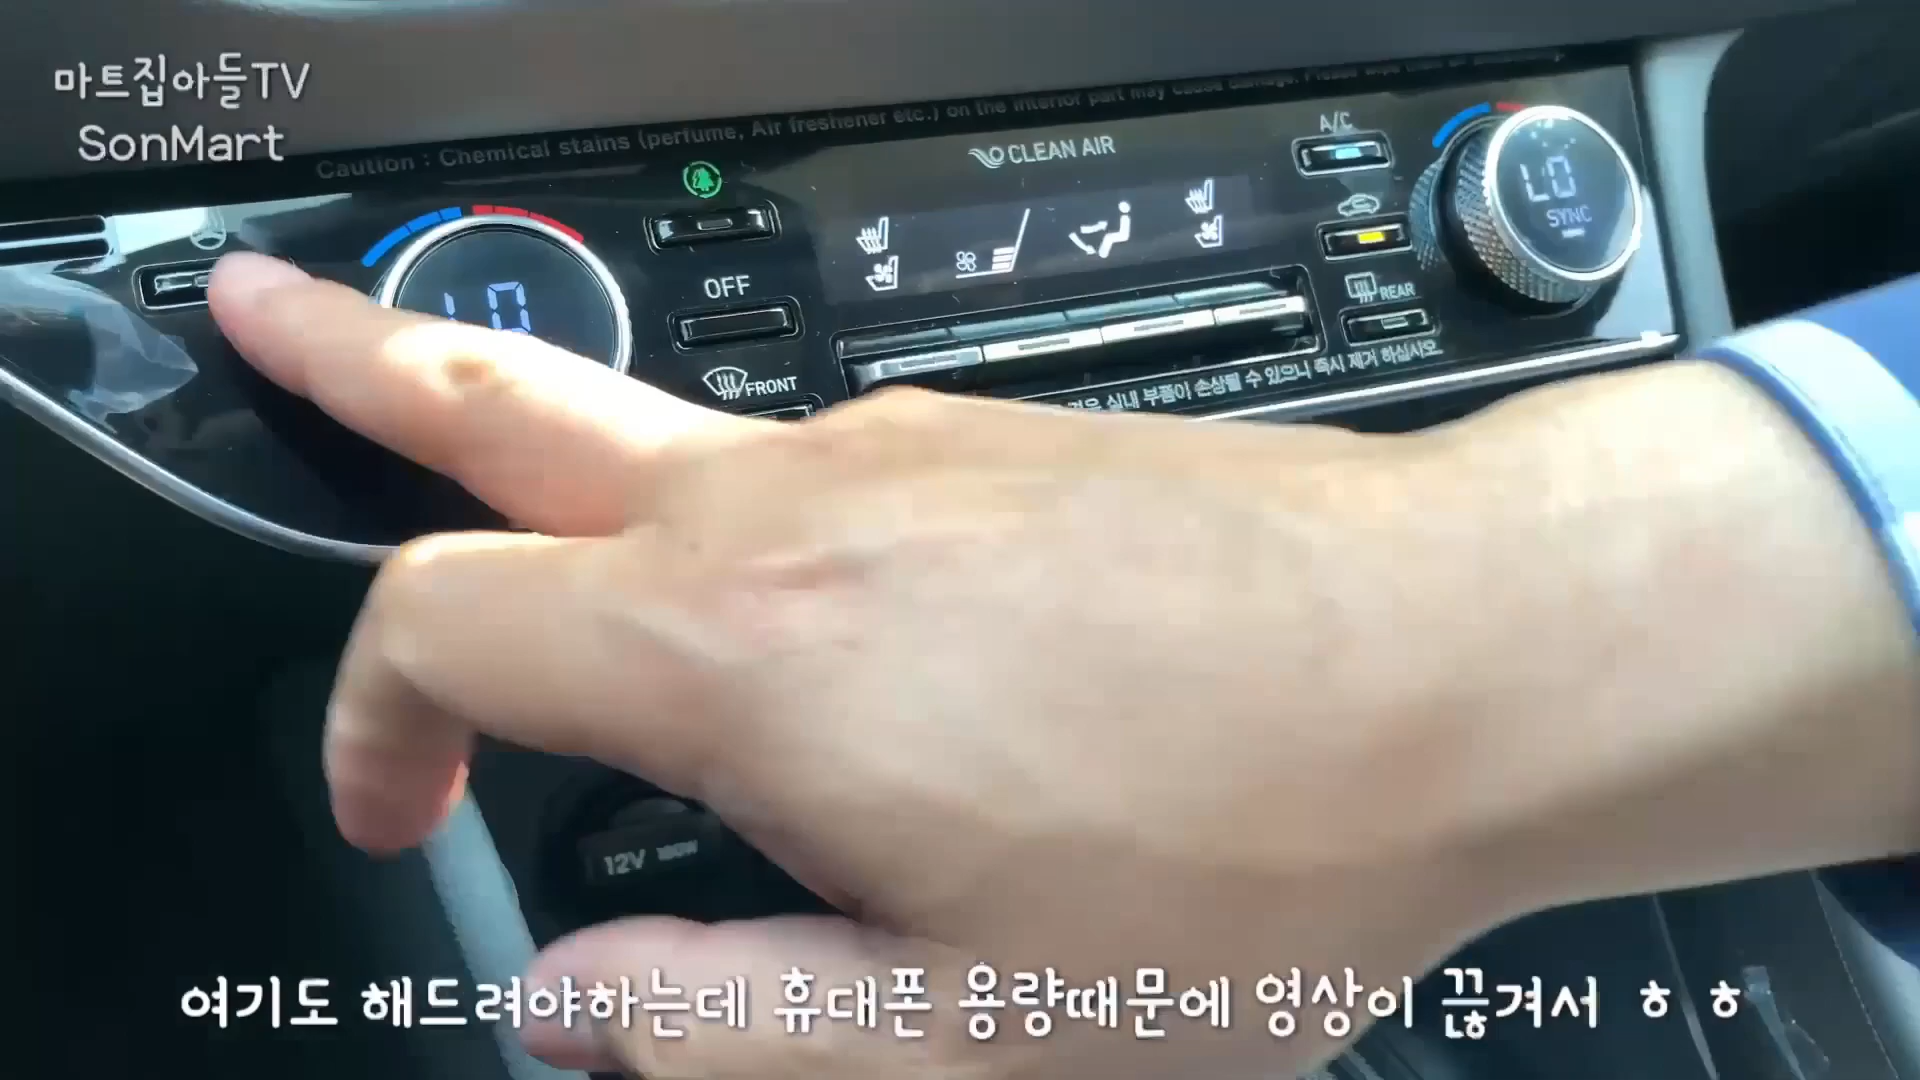 마트집아들TV
SonMart
Caution : Chemical stains (perfume, Air freshener etc.) on the interior part may cause damage. Please
CLEAN AIR
A/C
LO
SYNC
OFF
REAR
FRONT
실내 부품이 손상될 수 있으니 즉시 제거 하십시오.
12V 180W
여기도 해드려야하는데 휴대폰 용량때문에 영상이 끊겨서 ㅎ ㅎ